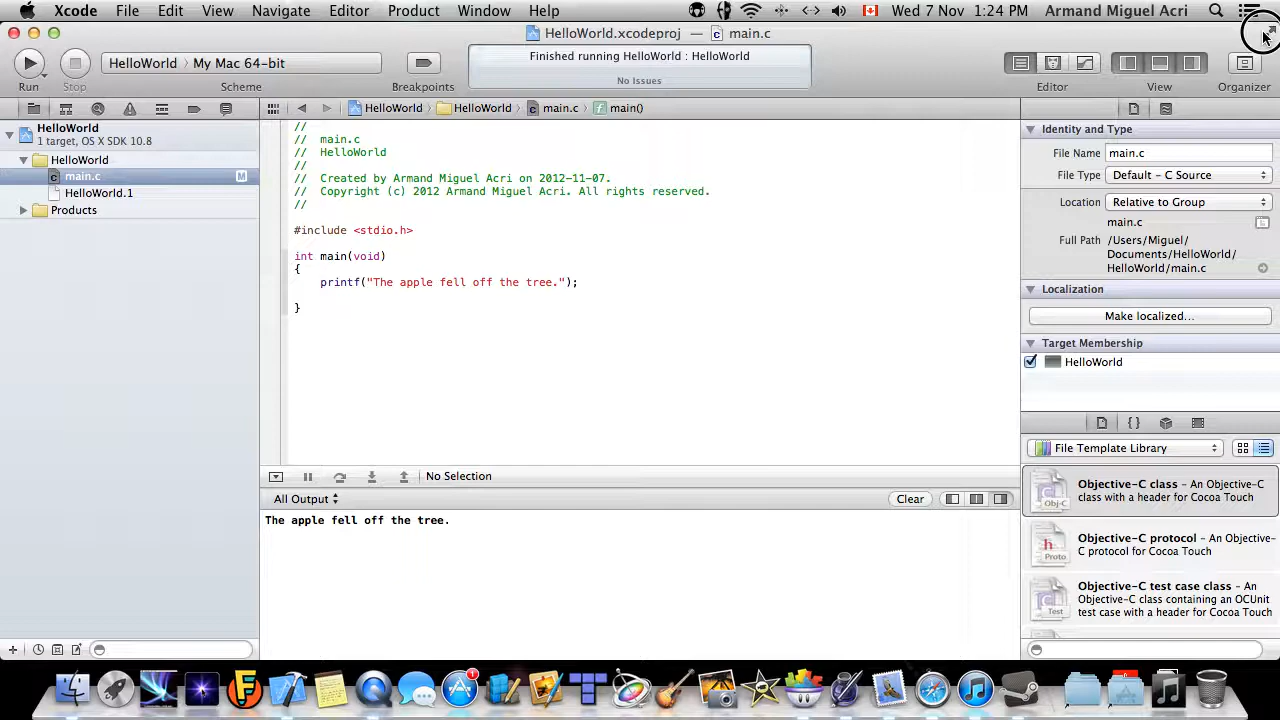 Xcode File Edit View Navigate Editor Product Window Help Wed 7 Nov 1:24 PM Armand Miguel Acri
HelloWorld.xcodeproj — main.c
HelloWorld My Mac 64-bit
Finished running HelloWorld : HelloWorld
No Issues
Run Stop Scheme Breakpoints Editor View Organizer
HelloWorld
1 target, OS X SDK 10.8
HelloWorld
main.c M
HelloWorld.1
Products
HelloWorld HelloWorld main.c main()
//
// main.c
// HelloWorld
//
// Created by Armand Miguel Acri on 2012-11-07.
// Copyright (c) 2012 Armand Miguel Acri. All rights reserved.
//
#include <stdio.h>
int main(void)
{
printf("The apple fell off the tree.");
}
No Selection
All Output Clear
The apple fell off the tree.
Identity and Type
File Name main.c
File Type Default - C Source
Location Relative to Group
main.c
Full Path /Users/Miguel/
Documents/HelloWorld/
HelloWorld/main.c
Localization
Make localized...
Target Membership
HelloWorld
{ }
File Template Library
Obj-C
Objective-C class - An Objective-C
class with a header for Cocoa Touch
h
Proto
Objective-C protocol - An Objective-
C protocol for Cocoa Touch
Test
Objective-C test case class - An
Objective-C class containing an OCUnit
test case with a header for Cocoa Touch
1